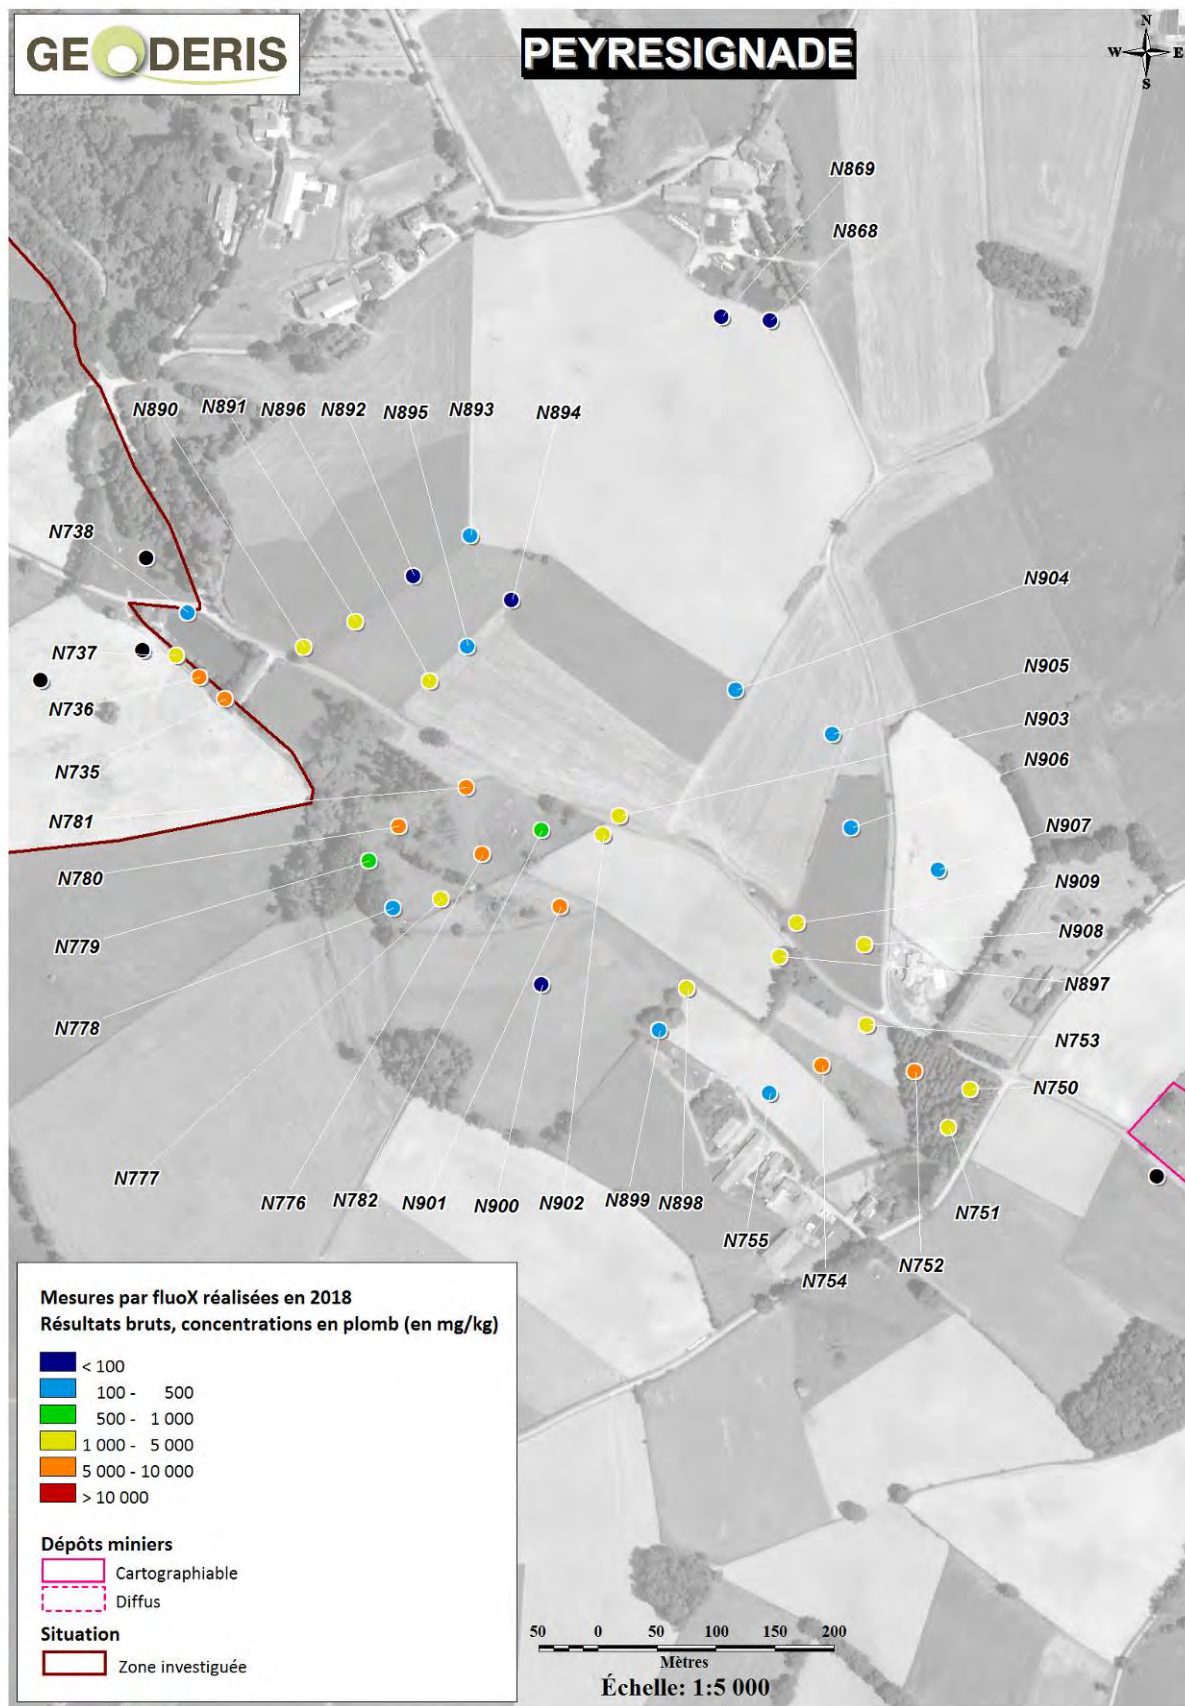 GEODERIS
PEYRESIGNADE
N
W E
S
N869
N868
N890
N891
N896
N892
N895
N893
N894
N738
N904
N737
N905
N736
N903
N735
N906
N781
N907
N780
N909
N779
N908
N897
N778
N753
N750
N777
N776
N782
N901
N900
N902
N899
N898
N755
N751
N754
N752
Mesures par fluoX réalisées en 2018
Résultats bruts, concentrations en plomb (en mg/kg)
< 100
100 - 500
500 - 1 000
1 000 - 5 000
5 000 - 10 000
> 10 000
Dépôts miniers
Cartographiable
Diffus
Situation
Zone investiguée
50 0 50 100 150 200
Mètres
Échelle: 1:5 000